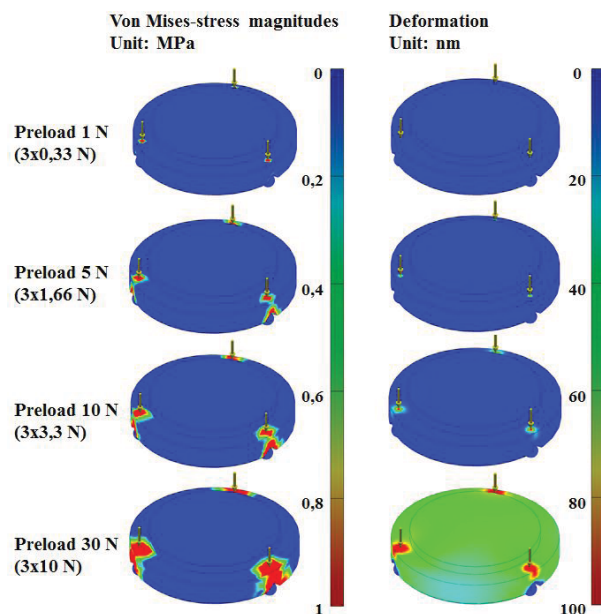 Von Mises-stress magnitudes
Unit: MPa
Deformation
Unit: nm
0
0
Preload 1 N
(3x0,33 N)
0,2
20
Preload 5 N
(3x1,66 N)
0,4
40
0,6
60
Preload 10 N
(3x3,3 N)
0,8
80
Preload 30 N
(3x10 N)
1
100